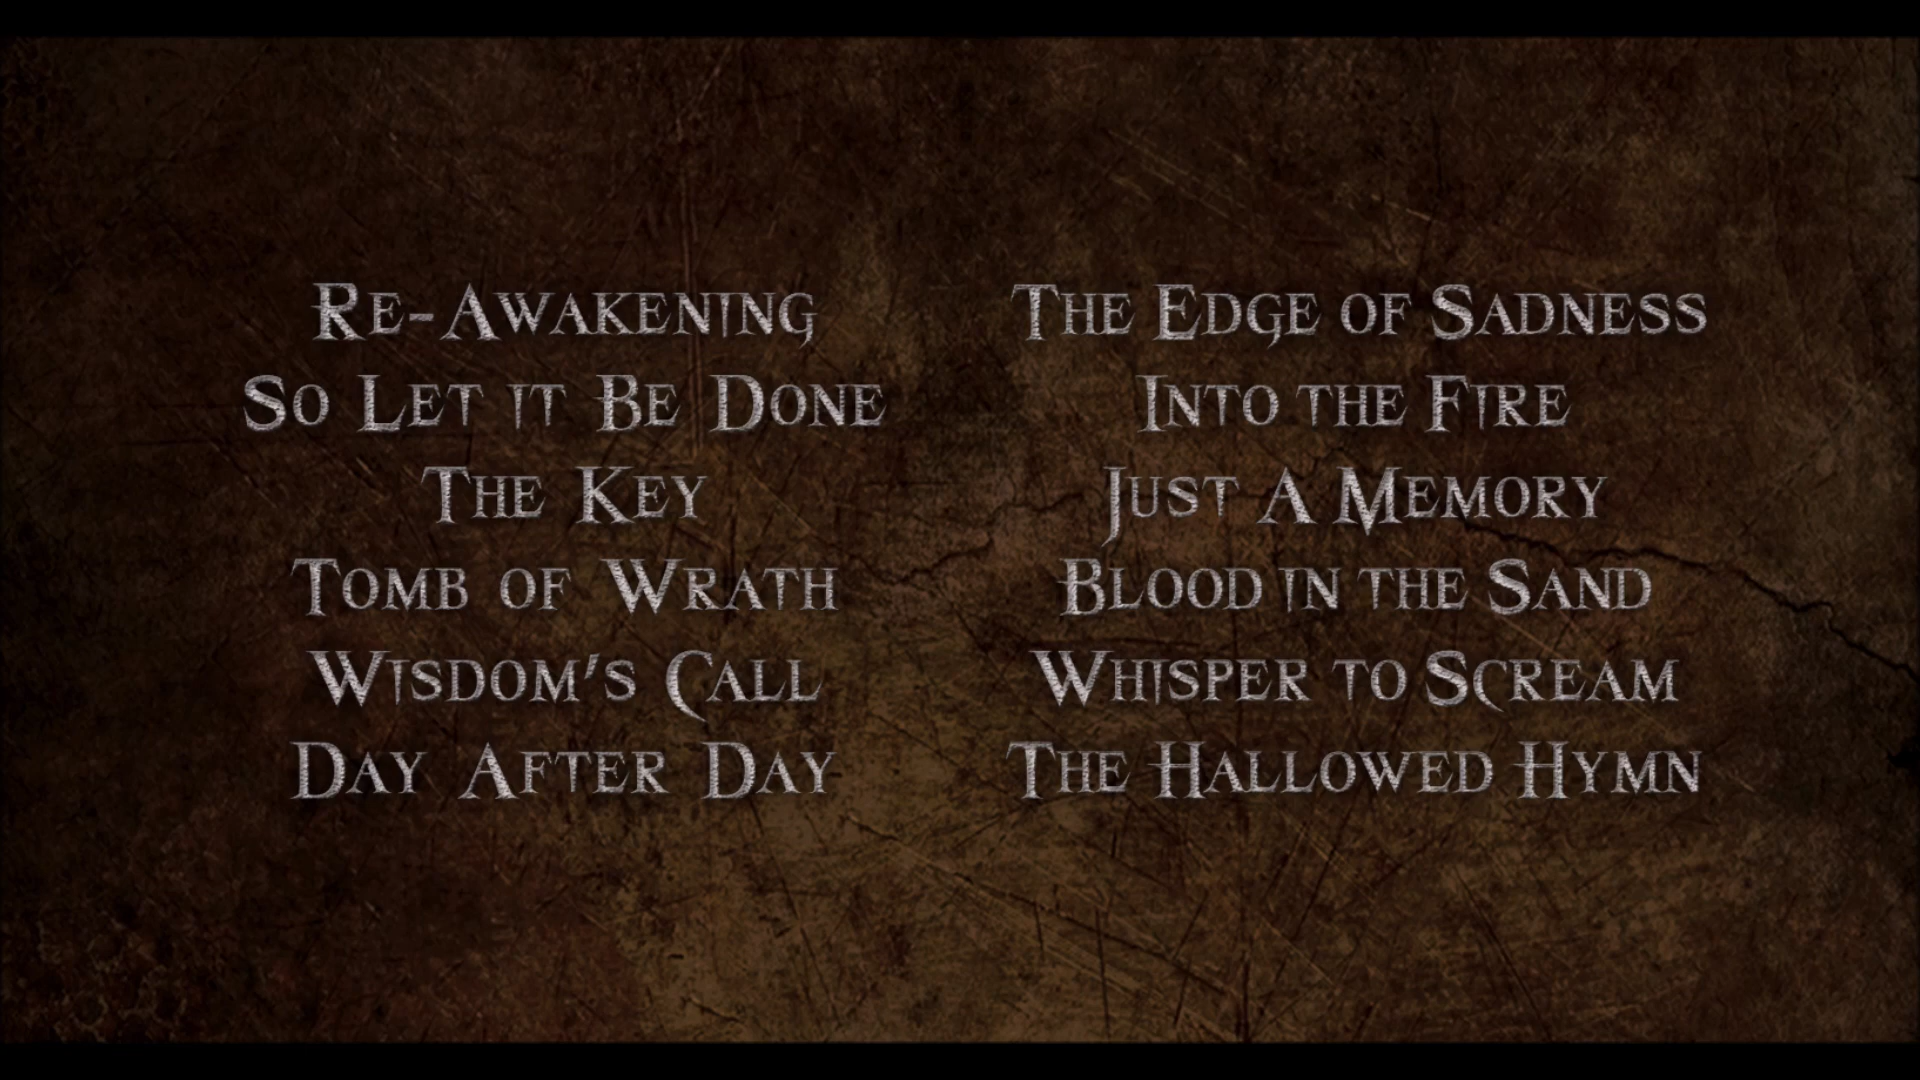 Re-Awakening
So Let it Be Done
The Key
Tomb of Wrath
Wisdom's Call
Day After Day
The Edge of Sadness
Into the Fire
Just A Memory
Blood in the Sand
Whisper to Scream
The Hallowed Hymn